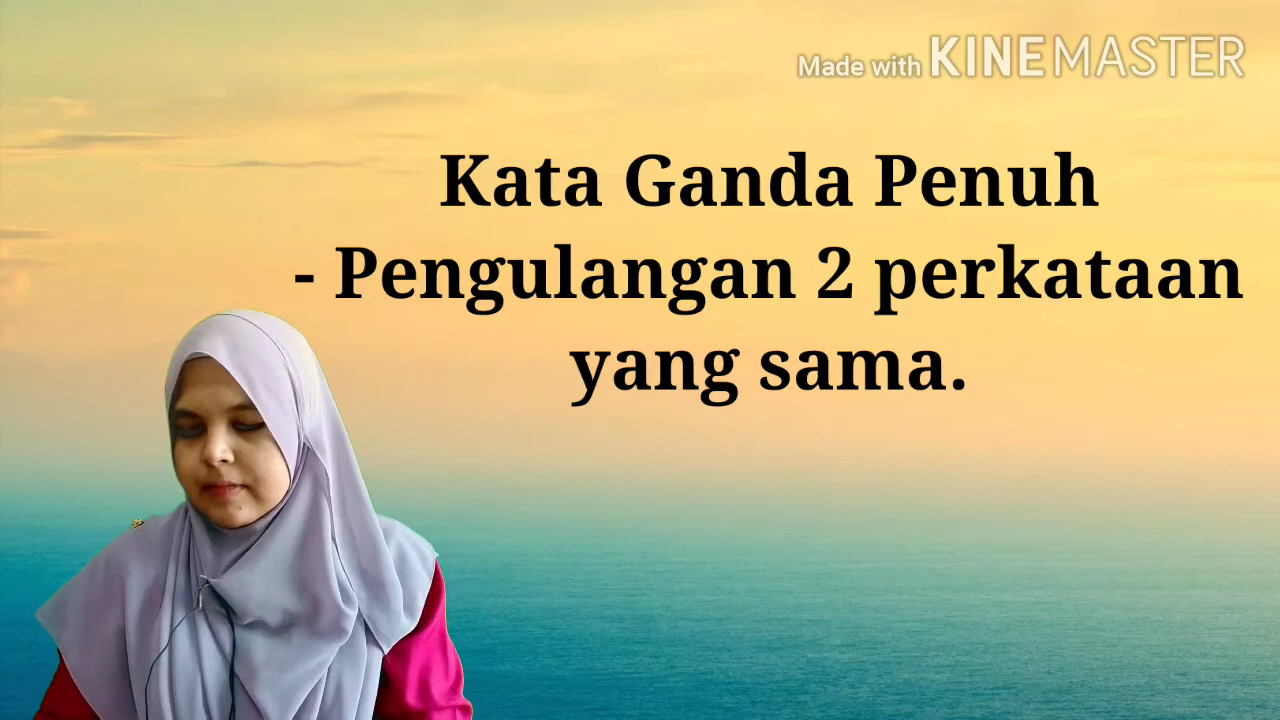 Made with KINEMASTER
Kata Ganda Penuh
- Pengulangan 2 perkataan
yang sama.